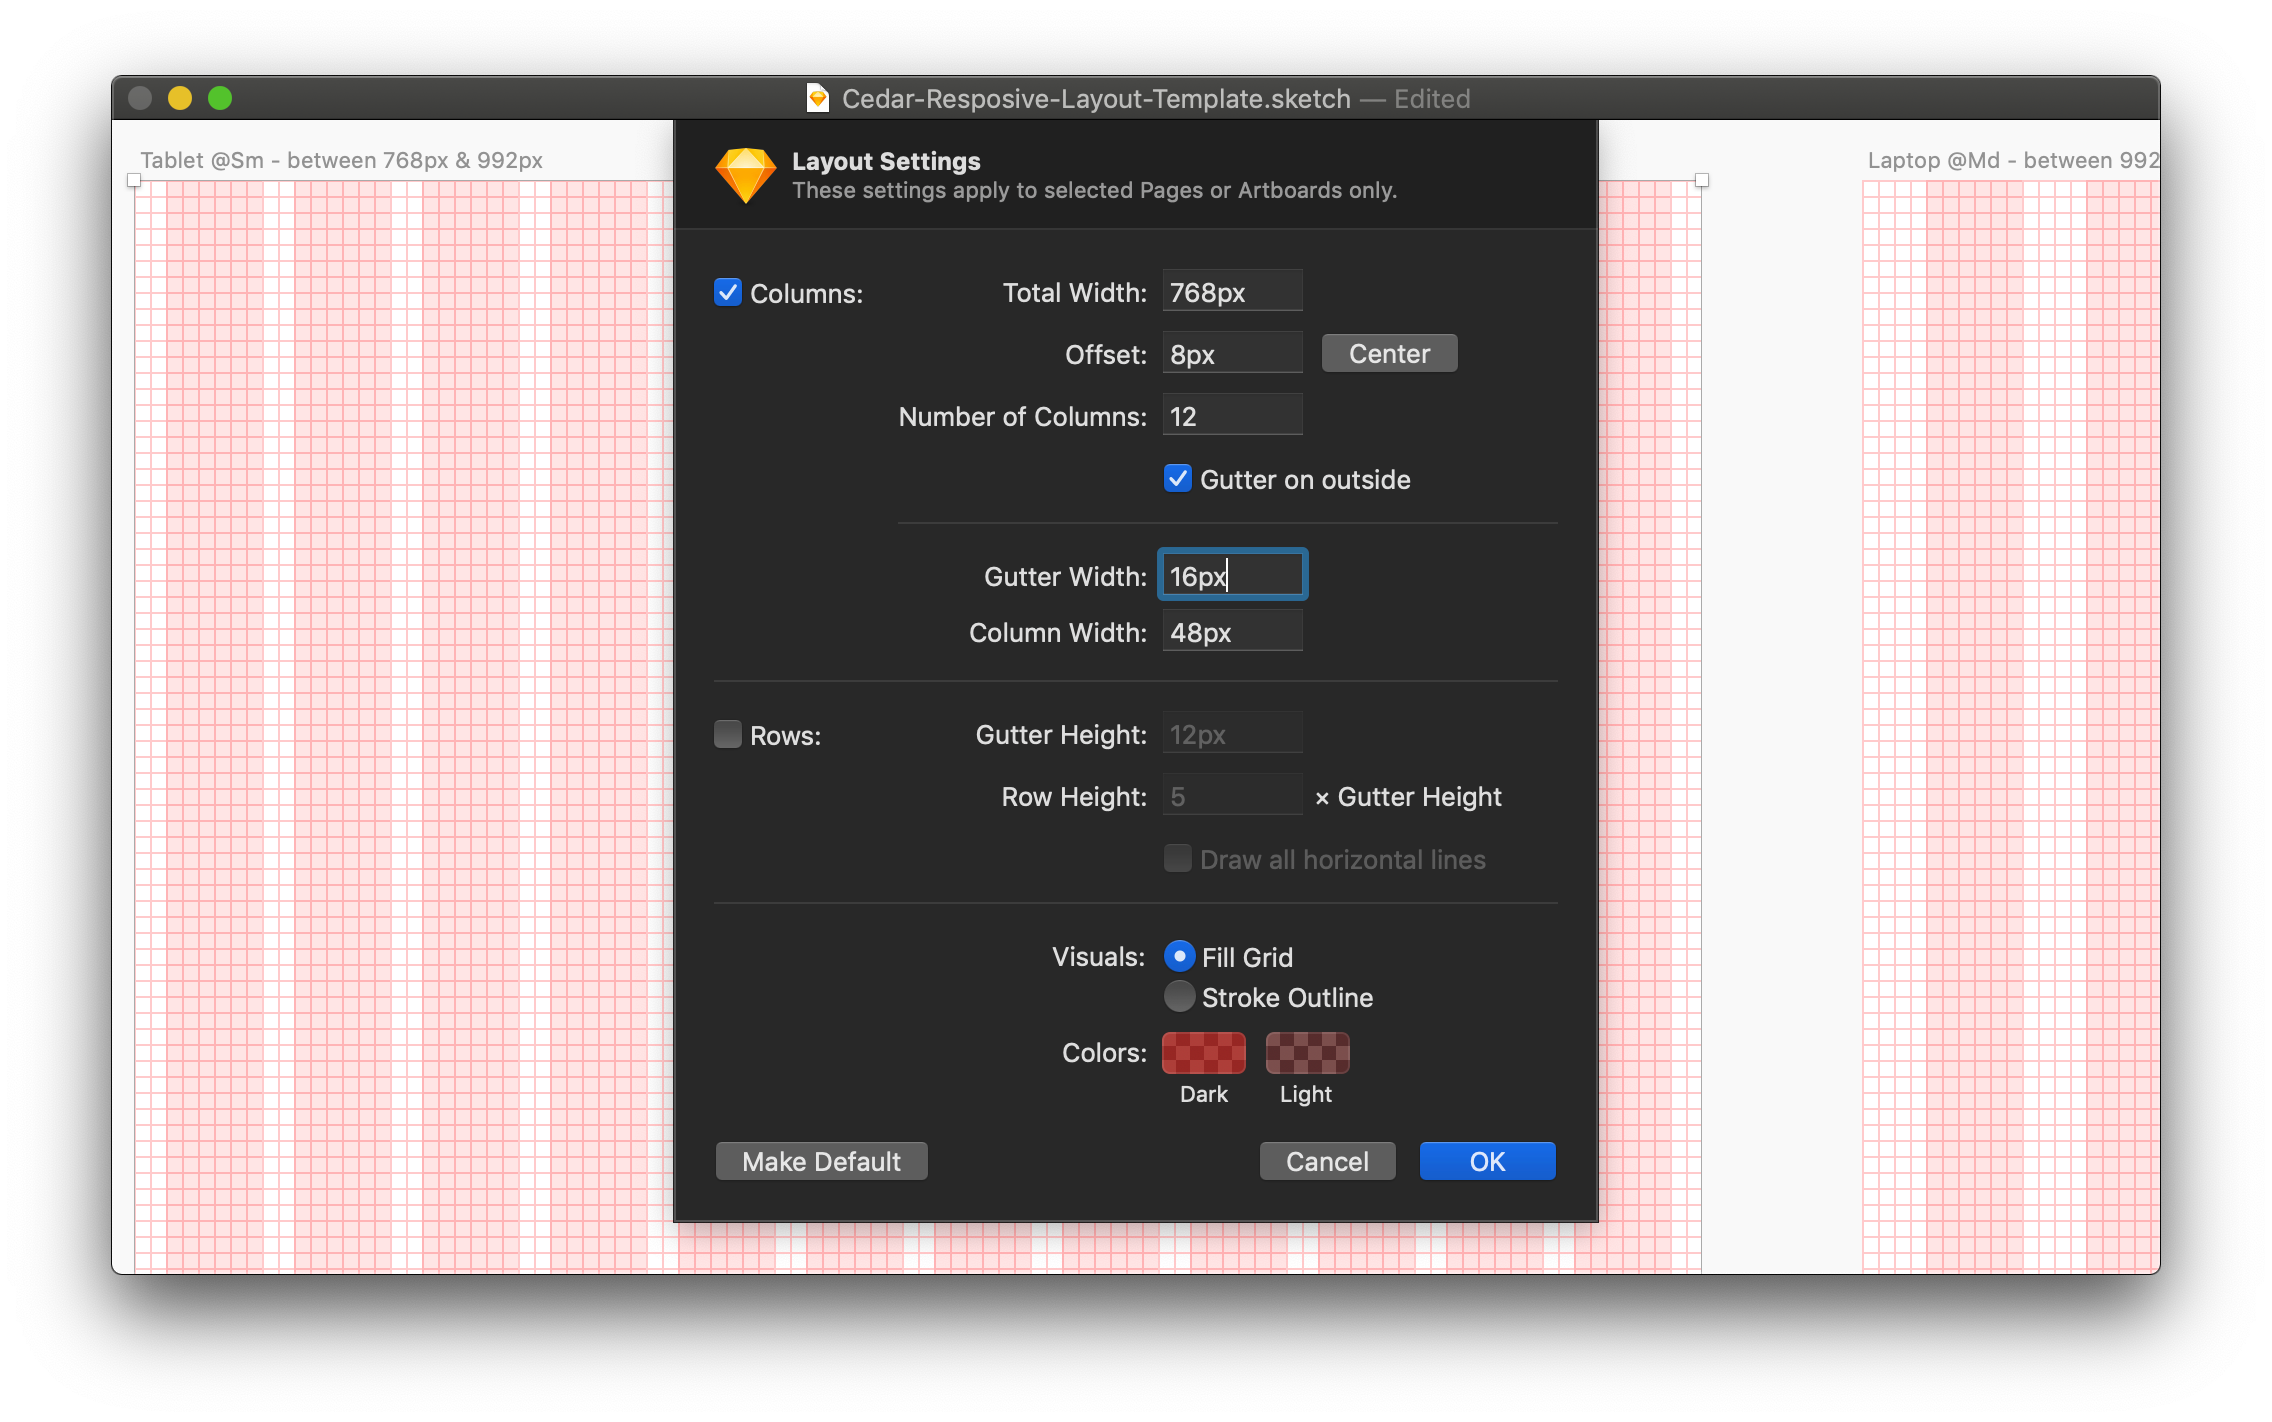 Cedar-Resposive-Layout-Template.sketch — Edited
Tablet @Sm - between 768px & 992px
Laptop @Md - between 992
Layout Settings
These settings apply to selected Pages or Artboards only.
Columns:
Total Width: 768px
Offset: 8px Center
Number of Columns: 12
Gutter on outside
Gutter Width: 16px
Column Width: 48px
Rows:
Gutter Height: 12px
Row Height: 5 × Gutter Height
Draw all horizontal lines
Visuals: Fill Grid
Stroke Outline
Colors:
Dark Light
Make Default Cancel OK